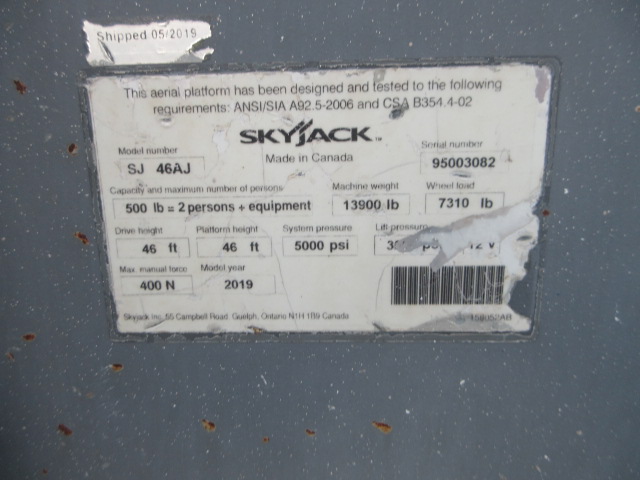 Shipped 05/2019
This aerial platform has been designed and tested to the following
requirements: ANSI/SIA A92.5-2006 and CSA B354.4-02
SKYJACK™
Made in Canada
Model number Serial number
SJ 46AJ 95003082
Capacity and maximum number of persons Machine weight Wheel load
500 lb = 2 persons + equipment 13900 lb 7310 lb
Drive height Platform height System pressure Lift pressure
46 ft 46 ft 5000 psi 12 V
Max. manual force Model year
400 N 2019
Skyjack Inc. 55 Campbell Road Guelph, Ontario N1H 1B9 Canada